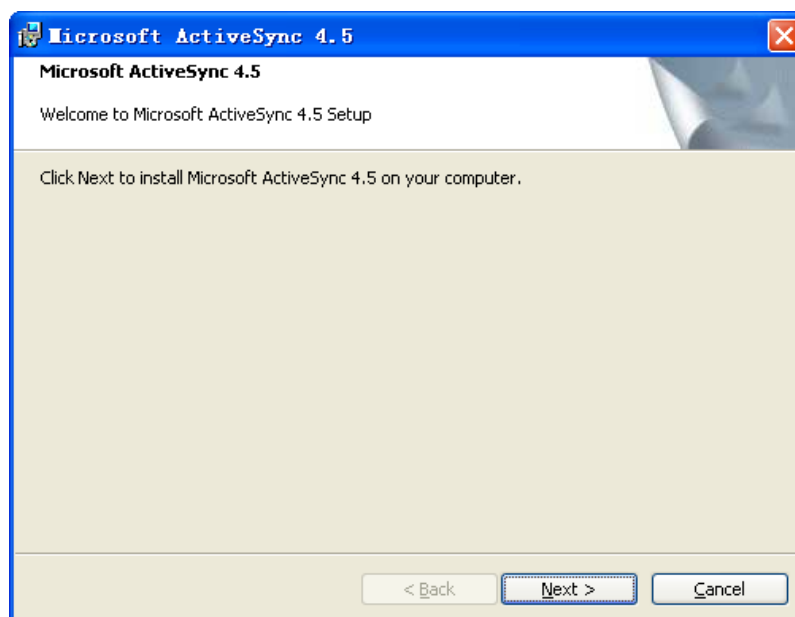 Microsoft ActiveSync 4.5
Microsoft ActiveSync 4.5
Welcome to Microsoft ActiveSync 4.5 Setup
Click Next to install Microsoft ActiveSync 4.5 on your computer.
< Back Next > Cancel